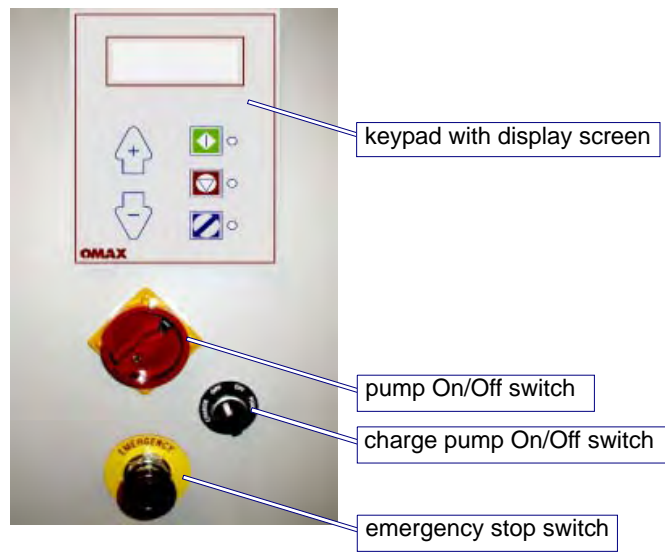 keypad with display screen
+
−
OMAX
pump On/Off switch
charge pump On/Off switch
EMERGENCY
emergency stop switch